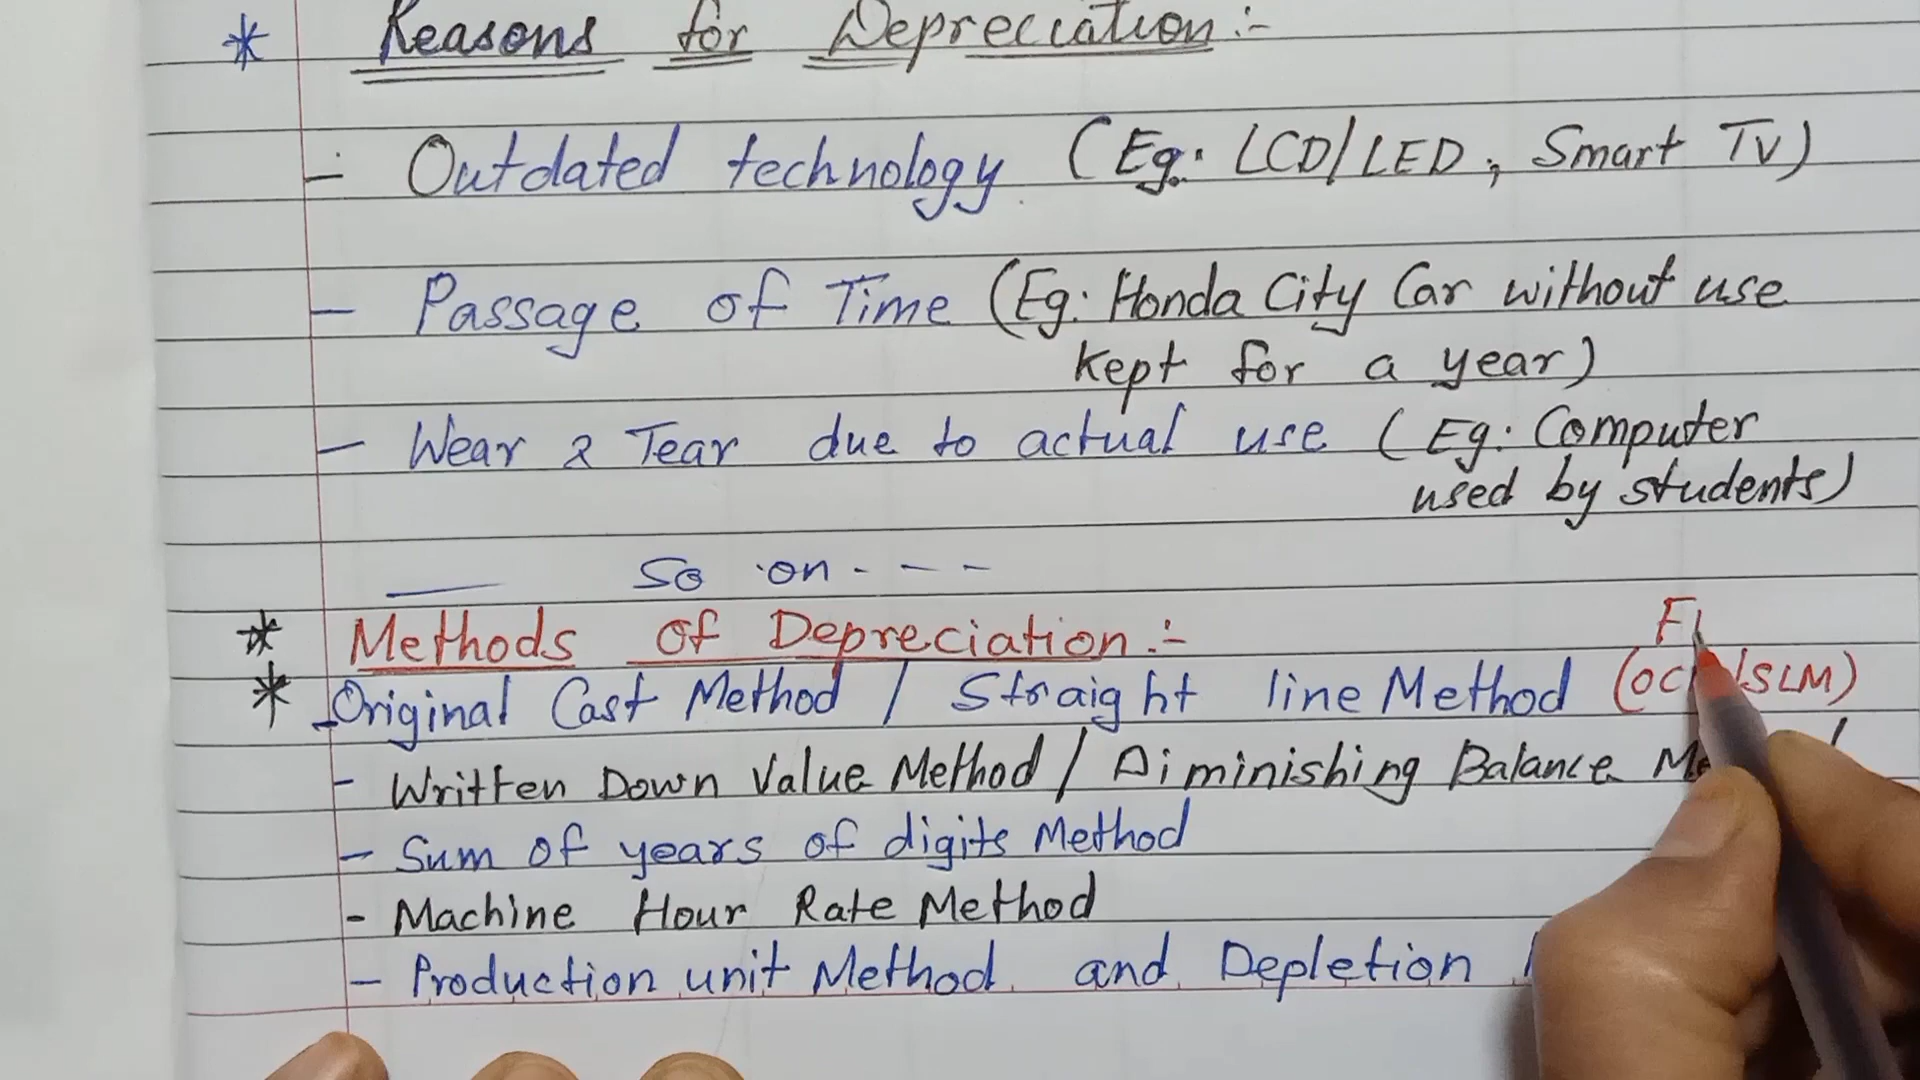 * Reasons for Depreciation:-
- Outdated technology (Eg: LCD/LED, Smart TV)
- Passage of Time (Eg: Honda City Car without use
kept for a year)
- Wear & Tear due to actual use (Eg: Computer
used by students)
So on - - -
* Methods of Depreciation:-
* - Original Cast Method / Straight line Method (OC /SLM)
- Written Down Value Method / Diminishing Balance
- Sum of years of digits Method
- Machine Hour Rate Method
- Production unit Method and Depletion